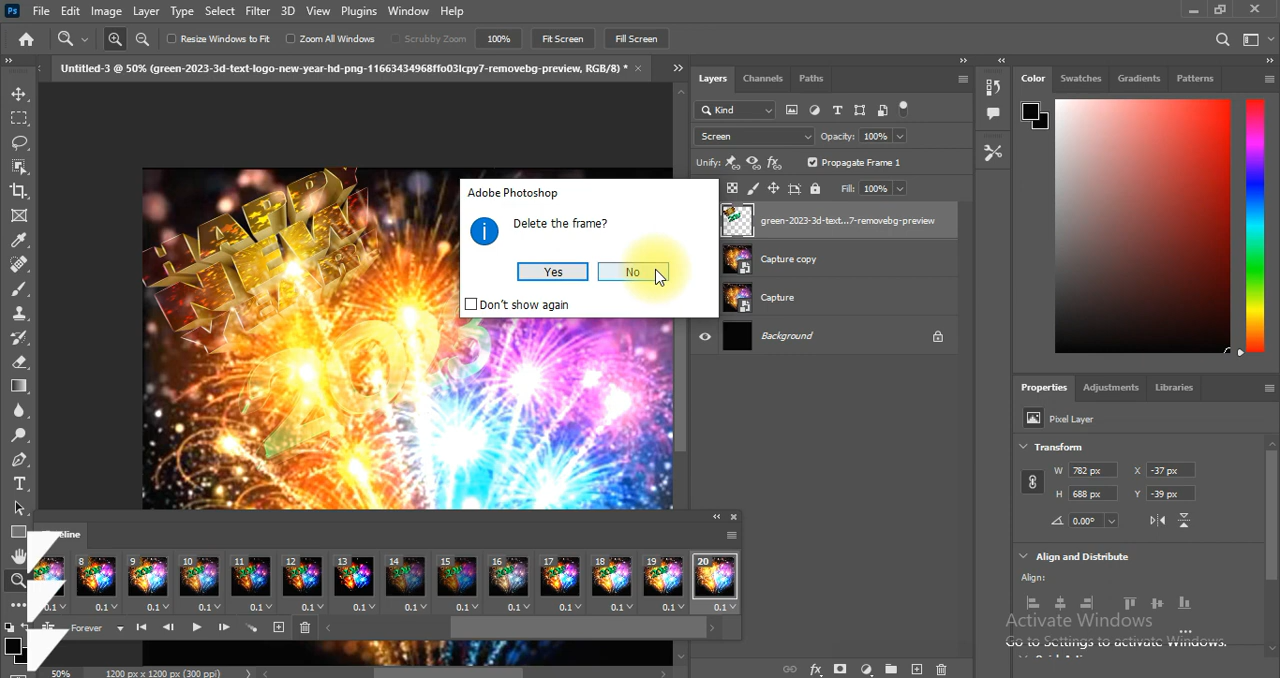 Ps File Edit Image Layer Type Select Filter 3D View Plugins Window Help
Resize Windows to Fit Zoom All Windows Scrubby Zoom 100% Fit Screen Fill Screen
Untitled-3 @ 50% (green-2023-3d-text-logo-new-year-hd-png-11663434968ffo03lcpy7-removebg-preview, RGB/8) *
Layers Channels Paths
Kind
Screen Opacity: 100%
Unify: Propagate Frame 1
Fill: 100%
green-2023-3d-text...7-removebg-preview
Capture copy
Capture
Background
Adobe Photoshop
Delete the frame?
Yes No
Don't show again
2023
Color Swatches Gradients Patterns
Properties Adjustments Libraries
Pixel Layer
Transform
W 782 px X -37 px
H 688 px Y -39 px
0.00°
Align and Distribute
Align:
Activate Windows
Go to Settings to activate Windows.
8 9 10 11 12 13 14 15 16 17 18 19 20
0.1 0.1 0.1 0.1 0.1 0.1 0.1 0.1 0.1 0.1 0.1 0.1 0.1 0.1
Forever
50% 1200 px x 1200 px (300 ppi)